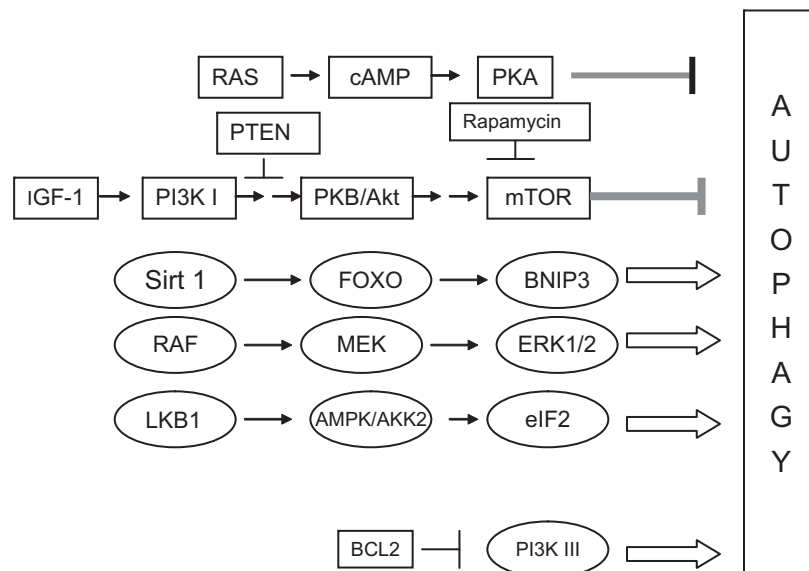 RAS
cAMP
PKA
PTEN
Rapamycin
IGF-1
PI3K I
PKB/Akt
mTOR
Sirt 1
FOXO
BNIP3
RAF
MEK
ERK1/2
LKB1
AMPK/AKK2
eIF2
BCL2
PI3K III
A
U
T
O
P
H
A
G
Y